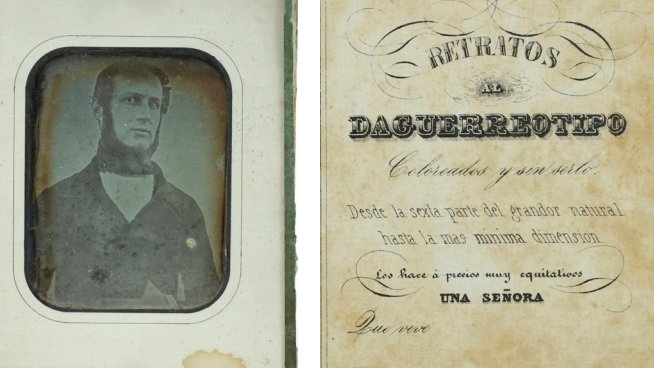 RETRATOS
AL
DAGUERREOTIPO
Coloreados y sin serlo.
Desde la sexta parte del grandor natural
hasta la mas minima dimension
Los hace á precios muy equitativos
UNA SEÑORA
Que vive